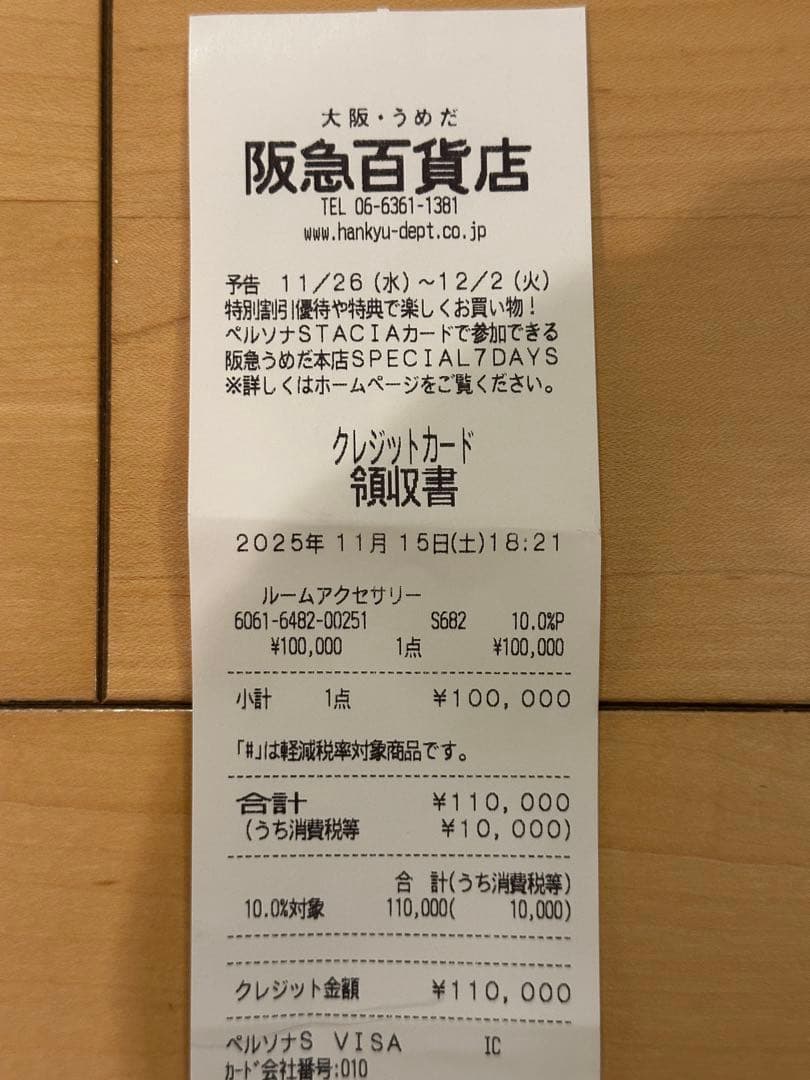 大阪・うめだ
阪急百貨店
TEL 06-6361-1381
www.hankyu-dept.co.jp
予告 11/26(水)~12/2(火)
特別割引優待や特典で楽しくお買い物!
ペルソナSTACIAカードで参加できる
阪急うめだ本店SPECIAL7DAYS
※詳しくはホームページをご覧ください。
クレジットカード
領収書
2025年 11月 15日(土)18:21
ルームアクセサリー
6061-6482-00251 S682 10.0%P
¥100,000 1点 ¥100,000
小計 1点 ¥100,000
「#」は軽減税率対象商品です。
合計 ¥110,000
(うち消費税等 ¥10,000)
合 計(うち消費税等)
10.0%対象 110,000( 10,000)
クレジット金額 ¥110,000
ペルソナS VISA IC
カード会社番号:010